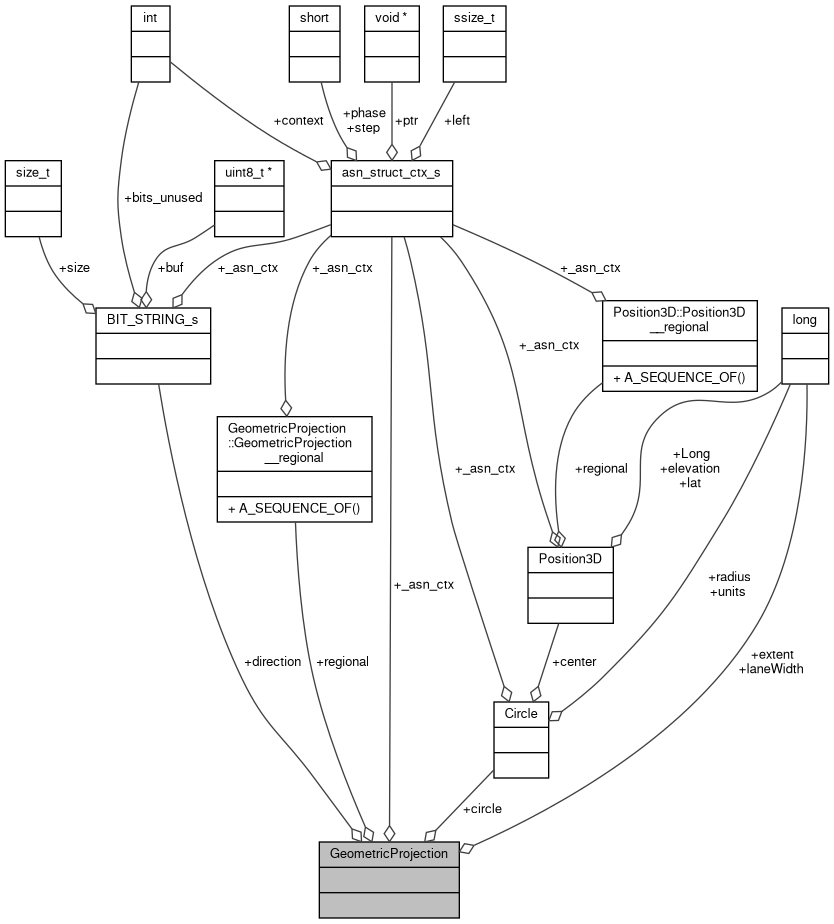 int
short
void *
ssize_t
+context
+phase
+step
+ptr
+left
size_t
uint8_t *
asn_struct_ctx_s
+bits_unused
+size
+buf
+_asn_ctx
+_asn_ctx
+_asn_ctx
BIT_STRING_s
Position3D::Position3D
__regional
+ A_SEQUENCE_OF()
long
+_asn_ctx
GeometricProjection
::GeometricProjection
__regional
+ A_SEQUENCE_OF()
+_asn_ctx
+regional
+Long
+elevation
+lat
Position3D
+_asn_ctx
+radius
+units
+direction
+regional
+center
+extent
+laneWidth
Circle
+circle
GeometricProjection